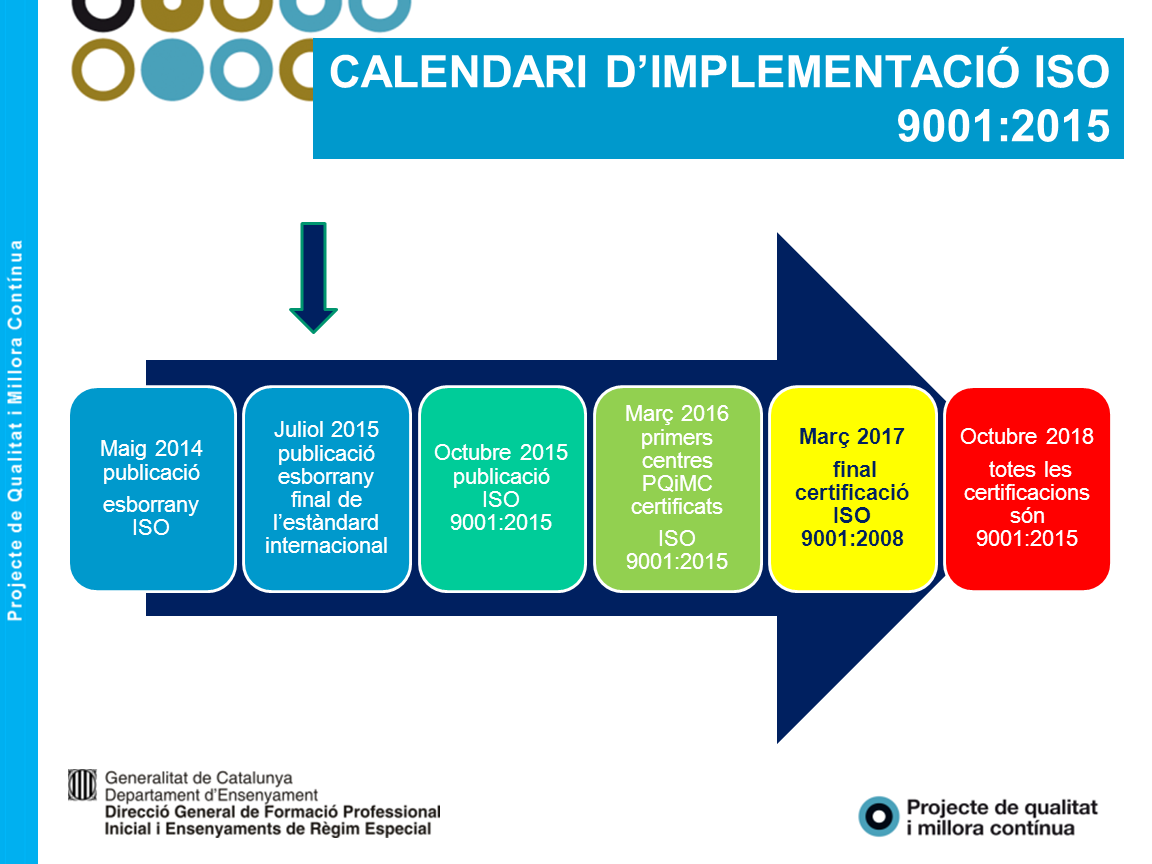 CALENDARI D’IMPLEMENTACIÓ ISO
9001:2015
Projecte de Qualitat i Millora Contínua
Maig 2014
publicació
esborrany
ISO
Juliol 2015
publicació
esborrany
final de
l’estàndard
internacional
Octubre 2015
publicació
ISO
9001:2015
Març 2016
primers
centres
PQiMC
certificats
ISO
9001:2015
Març 2017
final
certificació
ISO
9001:2008
Octubre 2018
totes les
certificacions
són
9001:2015
Generalitat de Catalunya
Departament d’Ensenyament
Direcció General de Formació Professional
Inicial i Ensenyaments de Règim Especial
Projecte de qualitat
i millora contínua